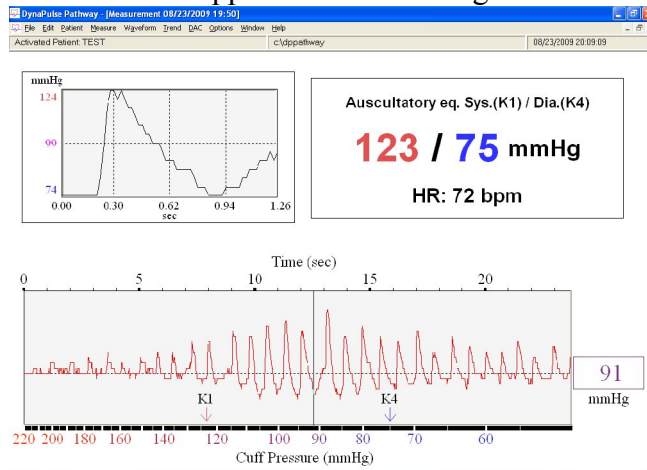 DynaPulse Pathway - [Measurement 08/23/2009 19:50]
File Edit Patient Measure Waveform Trend DAC Options Window Help
Activated Patient: TEST c:\dppathway 08/23/2009 20:09:09
mmHg
124
99
74
0.00 0.30 0.62 0.94 1.26
sec
Auscultatory eq. Sys.(K1) / Dia.(K4)
123 / 75 mmHg
HR: 72 bpm
Time (sec)
0 5 10 15 20
91
mmHg
K1 K4
220 200 180 160 140 120 100 90 80 70 60
Cuff Pressure (mmHg)